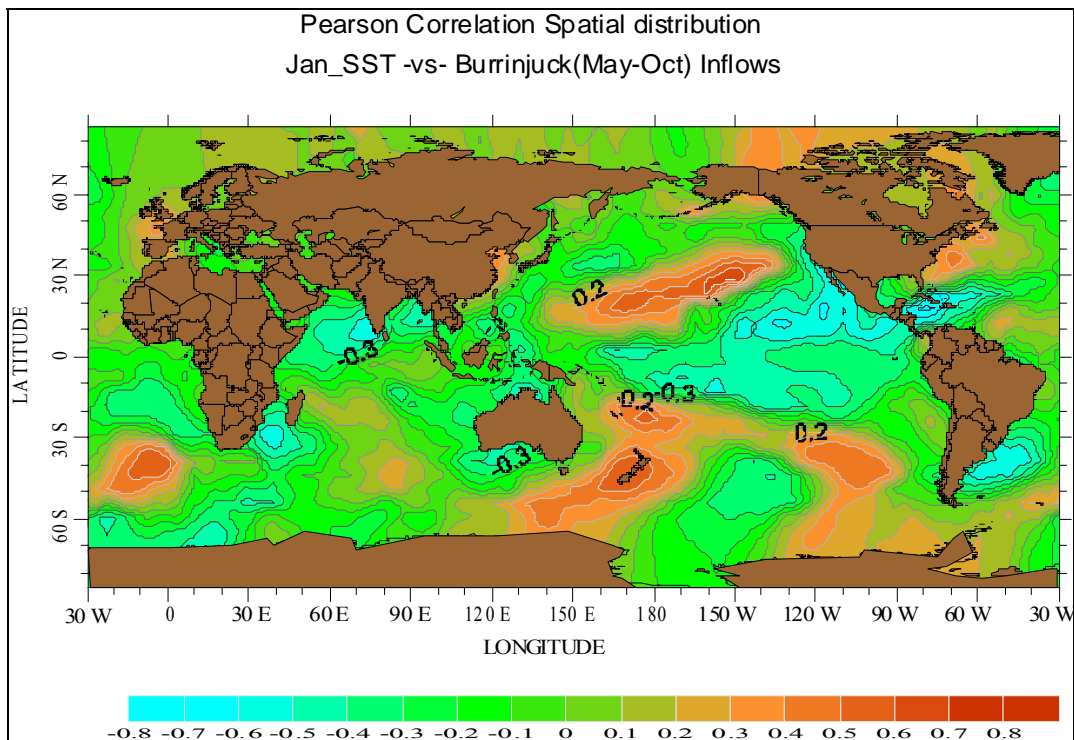 Pearson Correlation Spatial distribution
Jan_SST -vs- Burrinjuck(May-Oct) Inflows
LATITUDE
60 N
30 N
0
30 S
60 S
0.2
-0.3
-0.2
-0.3
0.2
-0.3
30 W 0 30 E 60 E 90 E 120 E 150 E 180 150 W 120 W 90 W 60 W 30 W
LONGITUDE
-0.8 -0.7 -0.6 -0.5 -0.4 -0.3 -0.2 -0.1 0 0.1 0.2 0.3 0.4 0.5 0.6 0.7 0.8